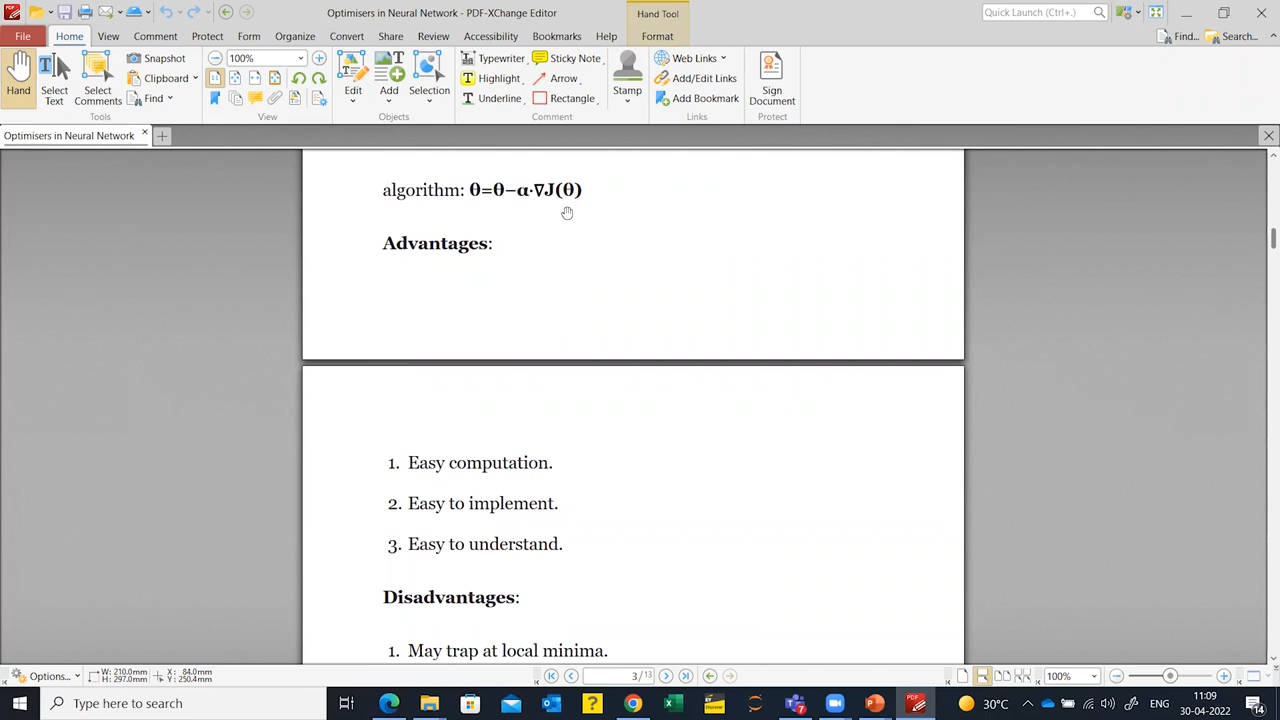 Optimisers in Neural Network - PDF-XChange Editor
Hand Tool
Quick Launch (Ctrl+.)
File
Home
View
Comment
Protect
Form
Organize
Convert
Share
Review
Accessibility
Bookmarks
Help
Format
Find...
Search...
Hand
Select Text
Select Comments
Snapshot
Clipboard
Find
Tools
100%
View
Edit
Add
Selection
Objects
Typewriter
Highlight
Underline
Sticky Note
Arrow
Rectangle
Stamp
Comment
Web Links
Add/Edit Links
Add Bookmark
Links
Sign Document
Protect
Optimisers in Neural Network
algorithm: θ=θ−α·∇J(θ)
Advantages:
1. Easy computation.
2. Easy to implement.
3. Easy to understand.
Disadvantages:
1. May trap at local minima.
Options...
W: 210.0mm
H: 297.0mm
X: 84.0mm
Y: 250.4mm
3 / 13
100%
Type here to search
30°C
ENG
11:09
30-04-2022